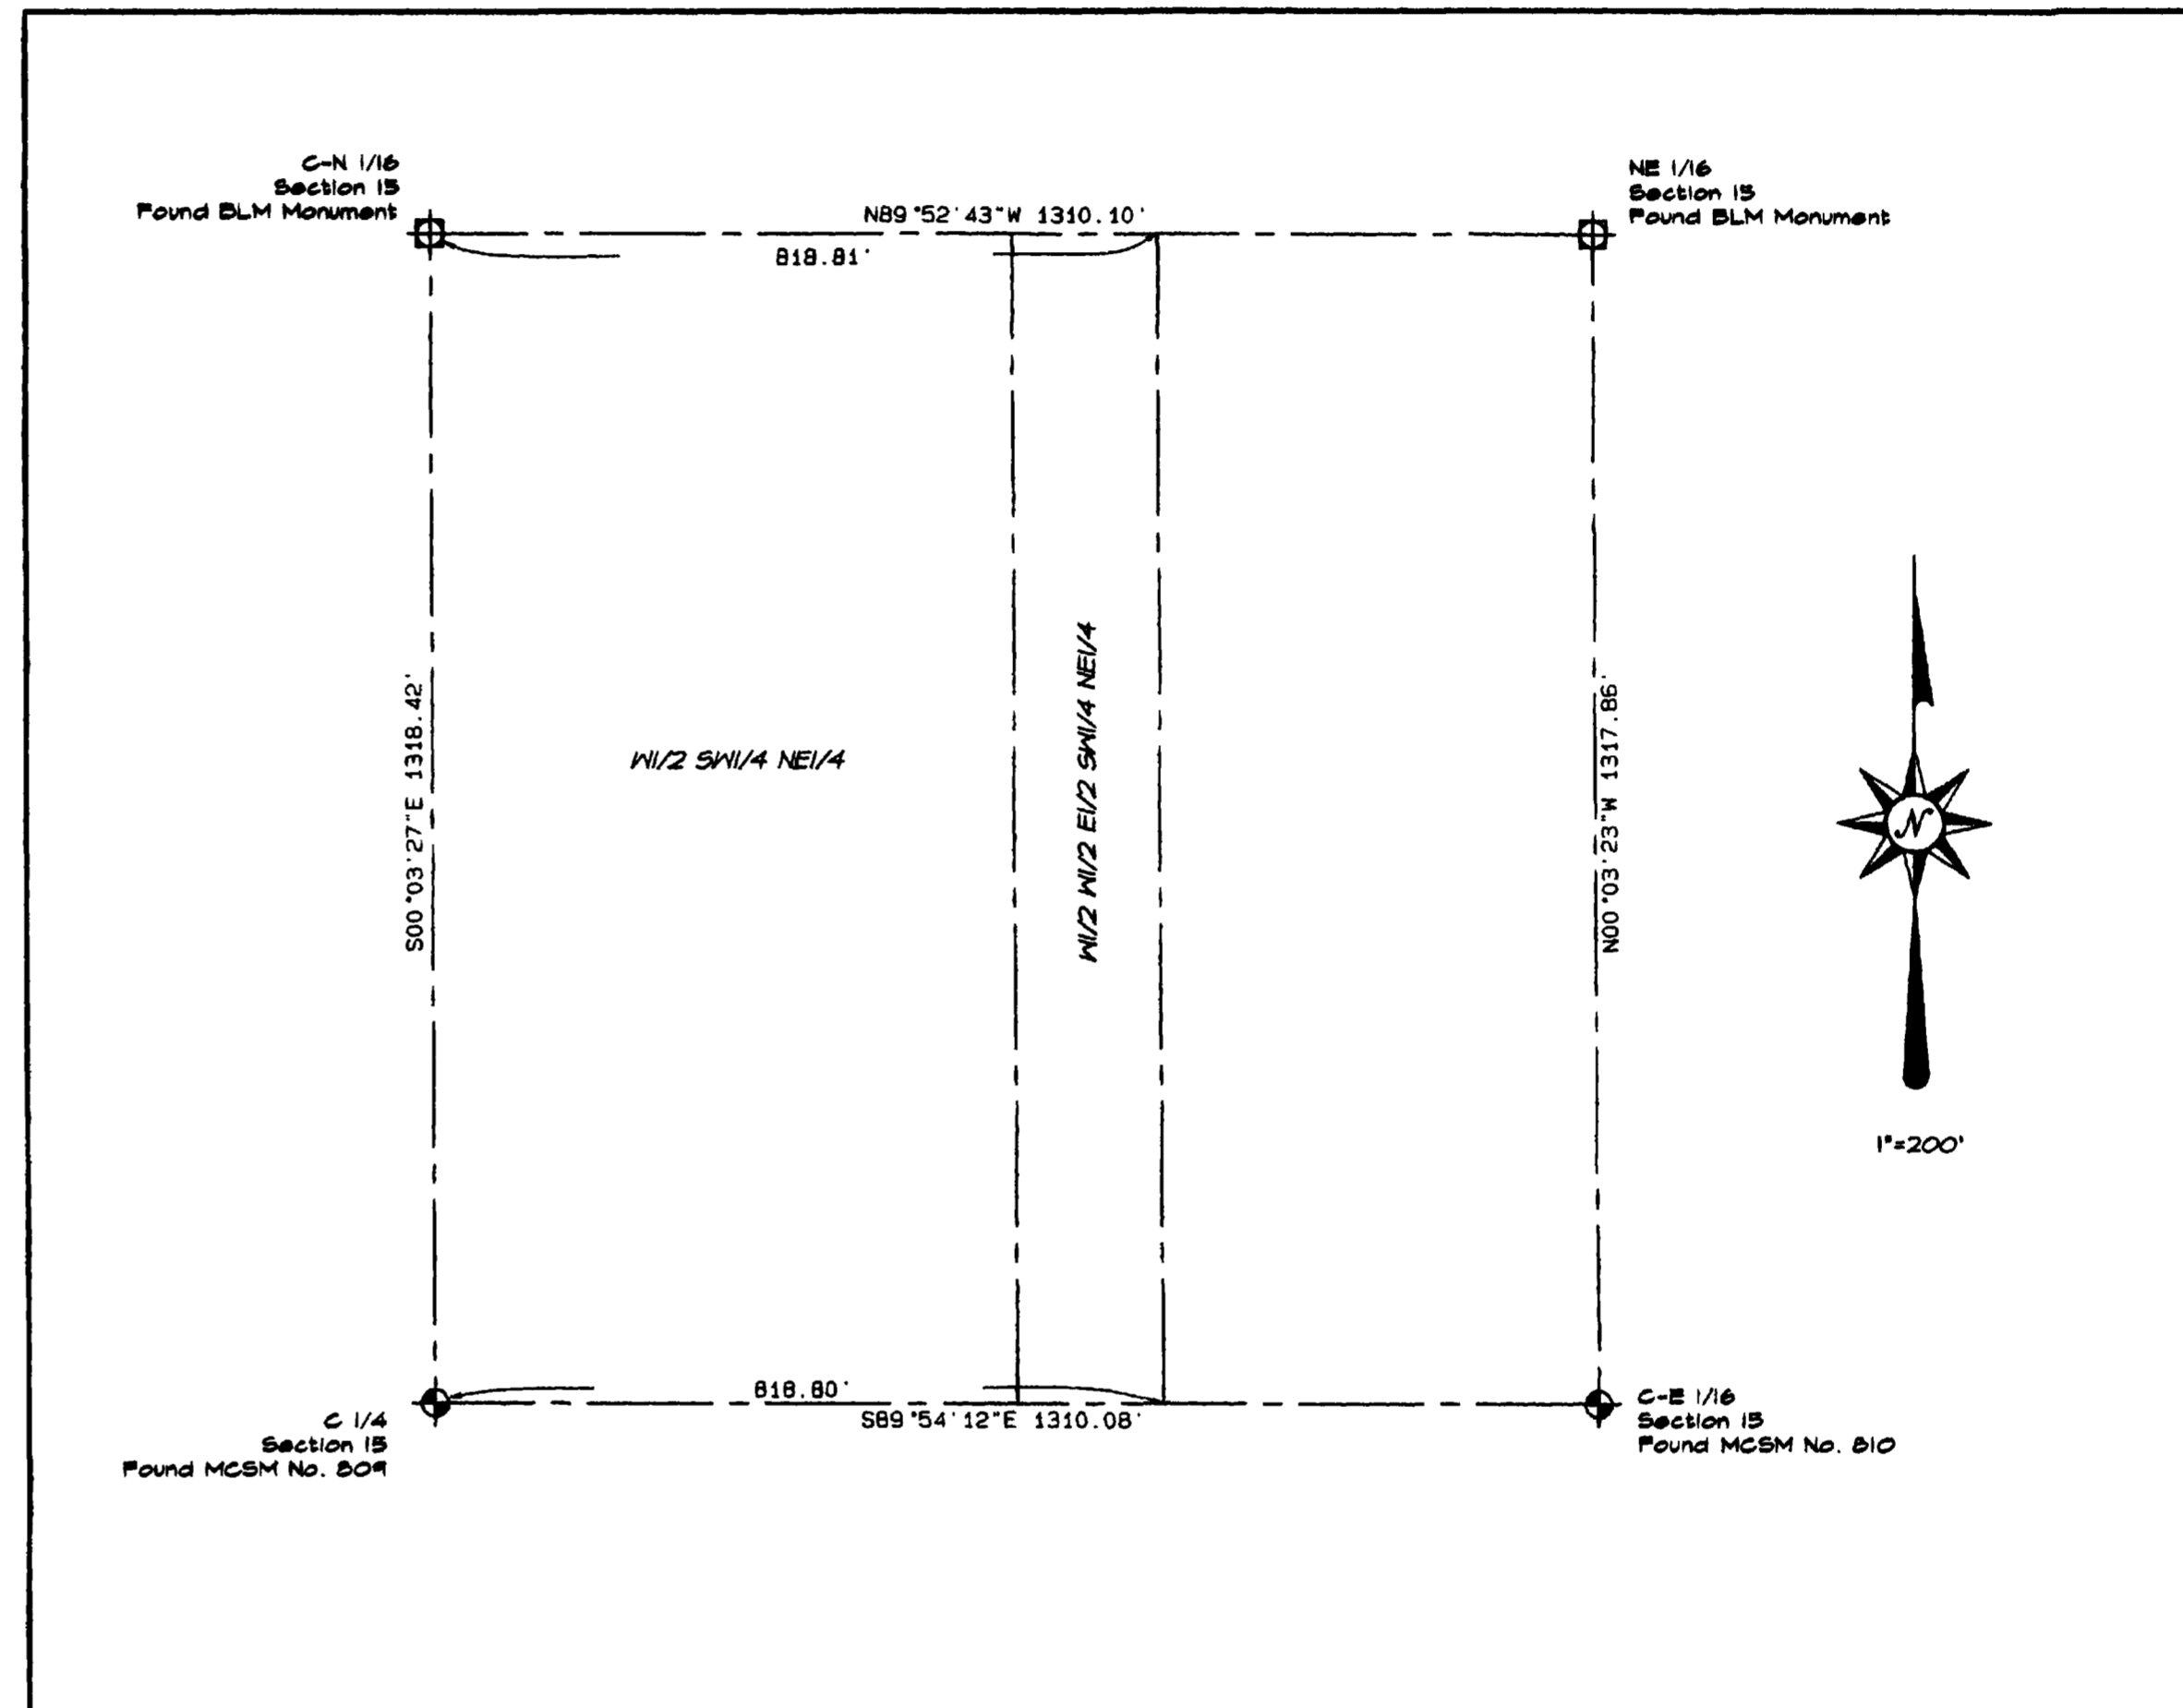 C-N 1/16
Section 15
Found BLM Monument
NE 1/16
Section 15
Found BLM Monument
N89°52'43"W 1310.10'
818.81'
S00°03'27"E 1318.42'
W1/2 SW1/4 NE1/4
W1/2 W1/2 E1/2 SW1/4 NE1/4
N00°03'23"W 1317.86'
N
1"=200'
818.80'
S89°54'12"E 1310.08'
C 1/4
Section 15
Found MCSM No. 809
C-E 1/16
Section 15
Found MCSM No. 810